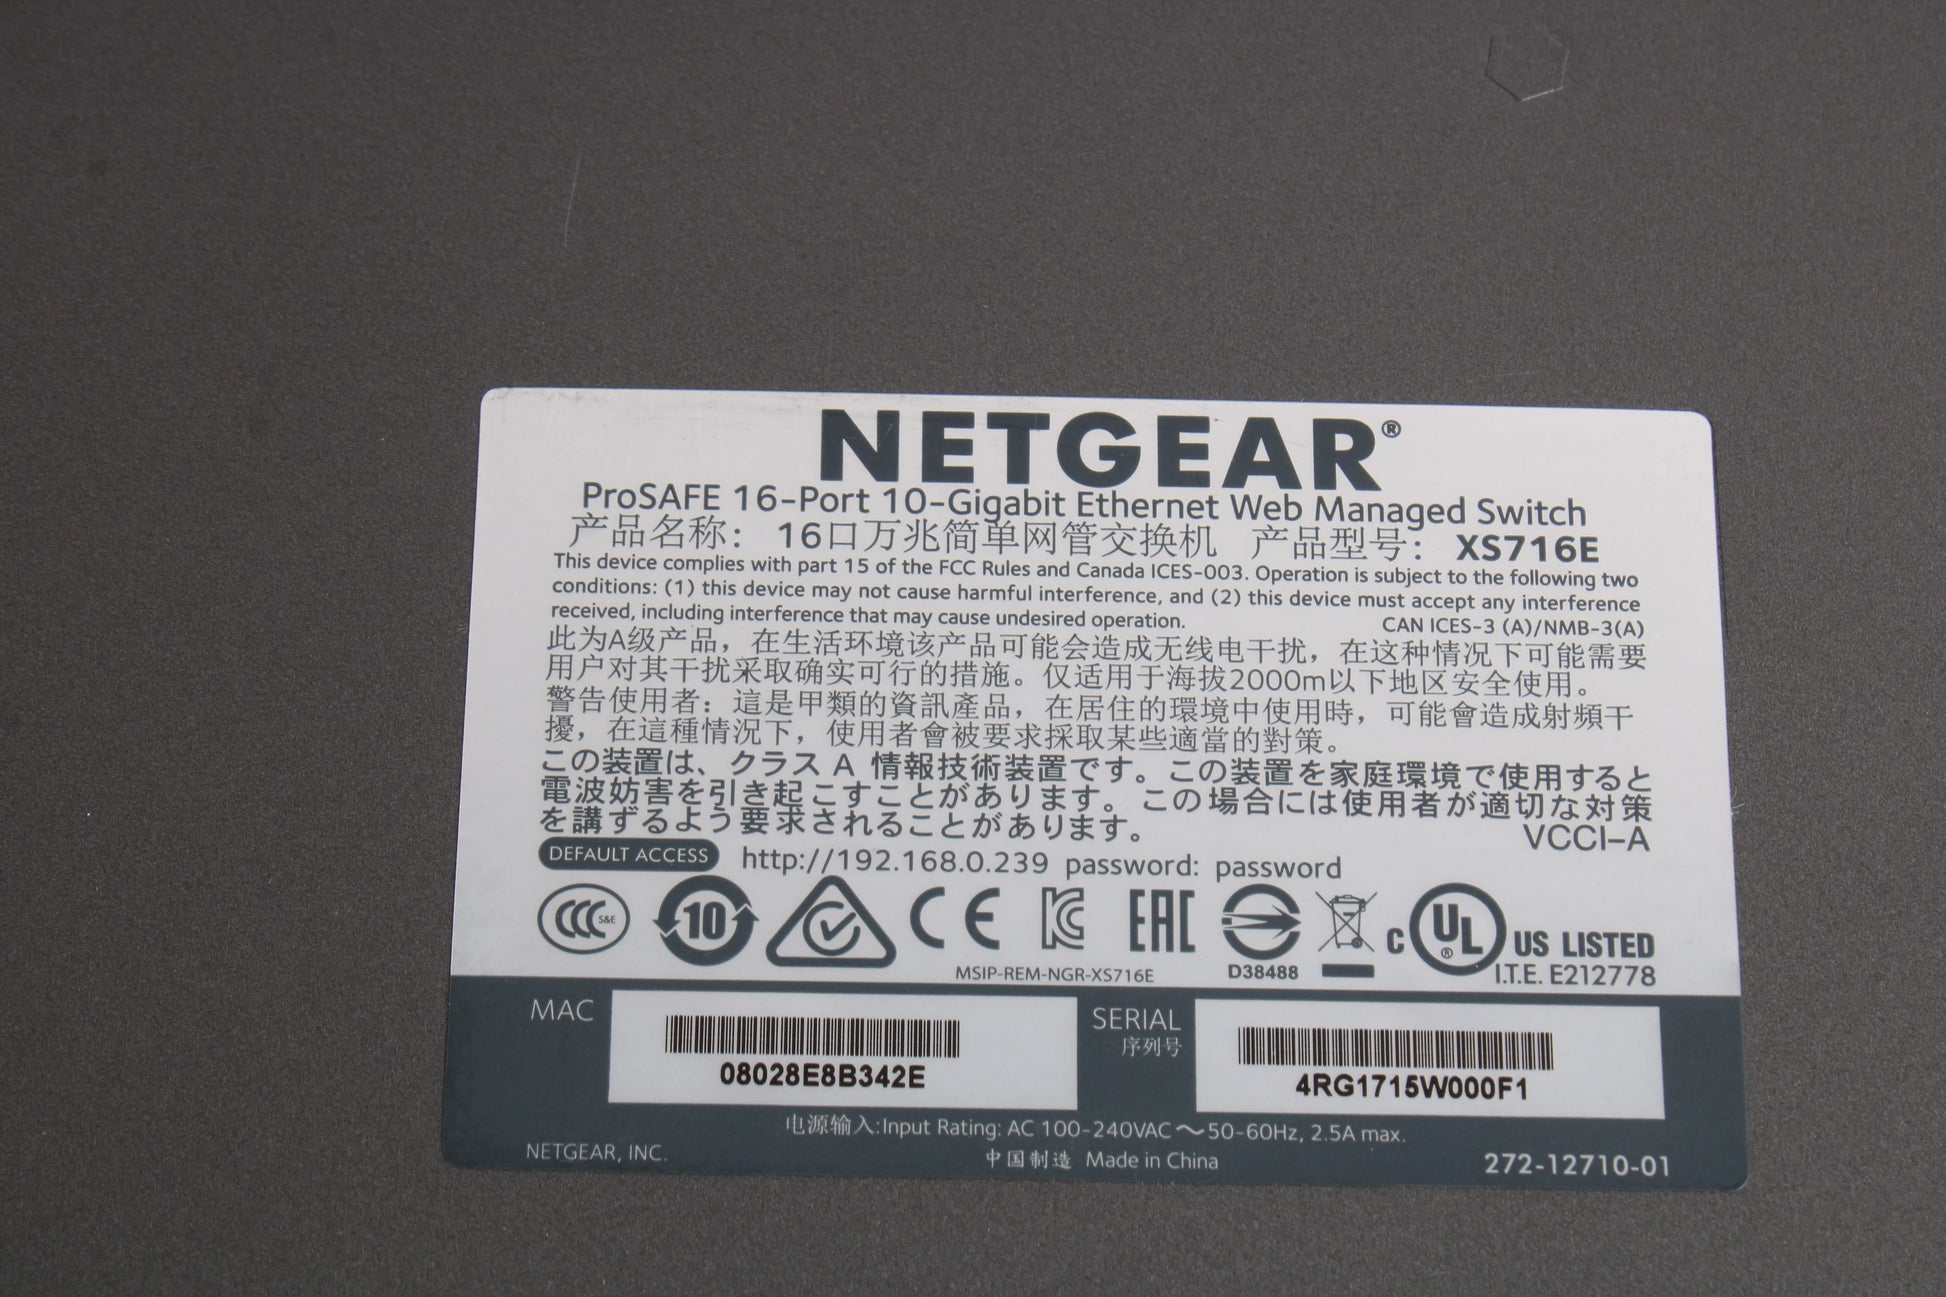 NETGEAR®
ProSAFE 16-Port 10-Gigabit Ethernet Web Managed Switch
产品名称：16口万兆简单网管交换机 产品型号：XS716E
This device complies with part 15 of the FCC Rules and Canada ICES-003. Operation is subject to the following two
conditions: (1) this device may not cause harmful interference, and (2) this device must accept any interference
received, including interference that may cause undesired operation. CAN ICES-3 (A)/NMB-3(A)
此为A级产品，在生活环境该产品可能会造成无线电干扰，在这种情况下可能需要
用户对其干扰采取确实可行的措施。仅适用于海拔2000m以下地区安全使用。
警告使用者：這是甲類的資訊產品，在居住的環境中使用時，可能會造成射頻干
擾，在這種情況下，使用者會被要求採取某些適當的對策。
この装置は、クラス A 情報技術装置です。この装置を家庭環境で使用すると
電波妨害を引き起こすことがあります。この場合には使用者が適切な対策
を講ずるよう要求されることがあります。 VCCI-A
DEFAULT ACCESS http://192.168.0.239 password: password
CCC S&E 10 CE KC EAC C UL ® US LISTED
MSIP-REM-NGR-XS716E D38488 I.T.E. E212778
MAC 08028E8B342E SERIAL 序列号 4RG1715W000F1
电源输入:Input Rating: AC 100-240VAC ～50-60Hz, 2.5A max.
NETGEAR, INC. 中国制造 Made in China 272-12710-01